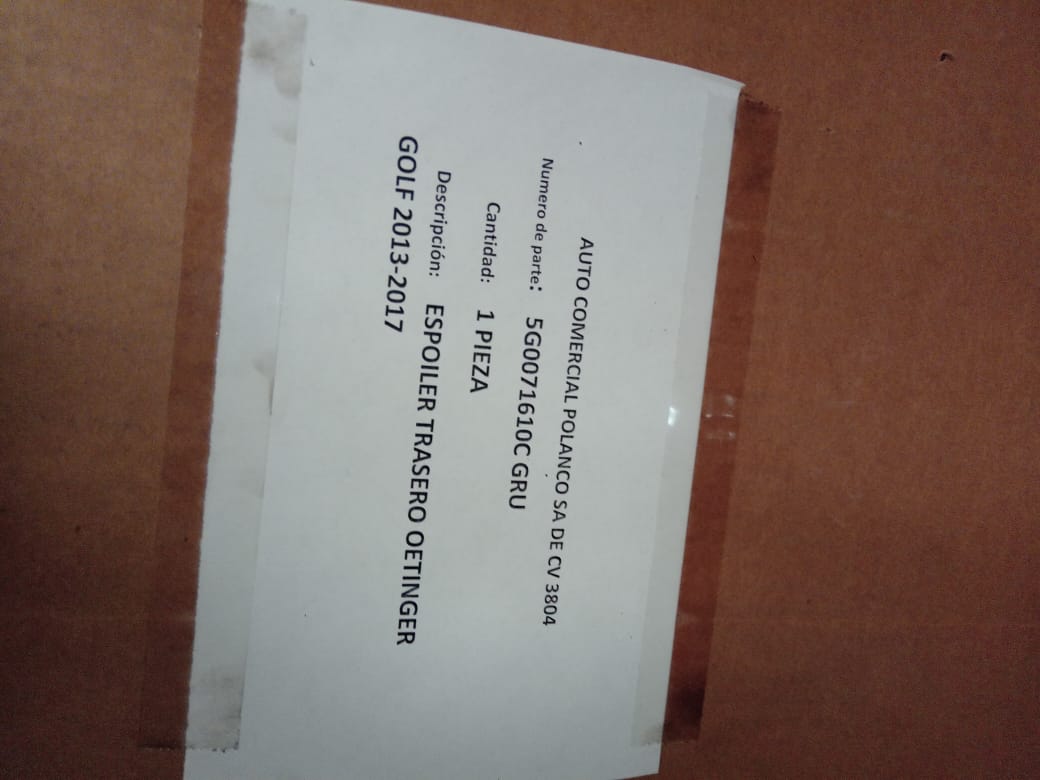 AUTO COMERCIAL POLANCO SA DE CV 3804
Numero de parte: 5G0071610C GRU
Cantidad: 1 PIEZA
Descripción: ESPOILER TRASERO OETINGER
GOLF 2013-2017